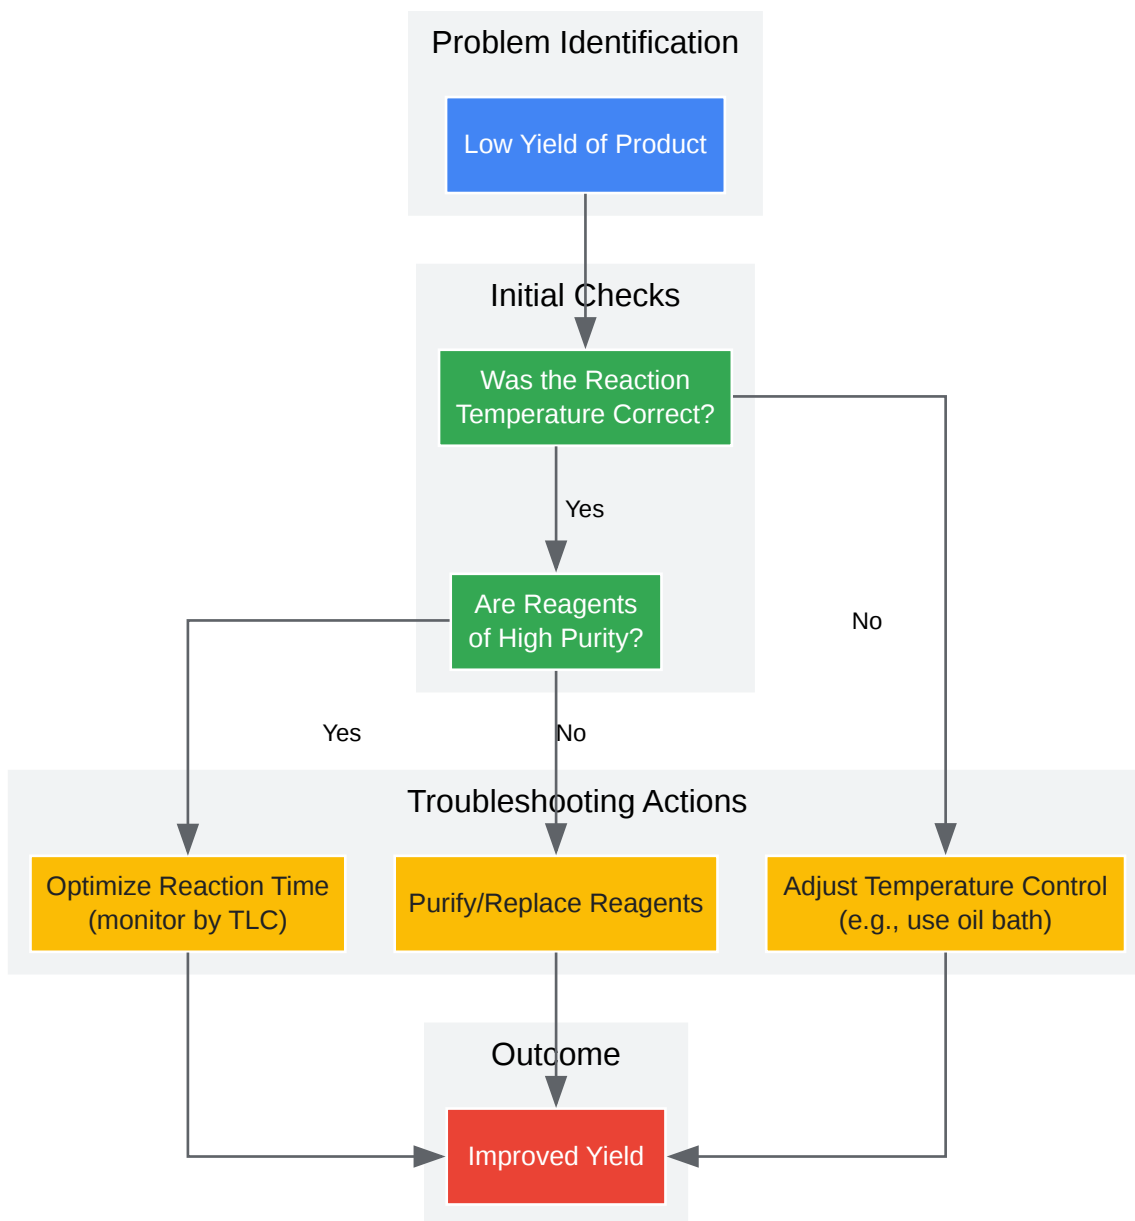 Problem Identification
Low Yield of Product
Initial Checks
Was the Reaction
Temperature Correct?
Yes
Are Reagents
of High Purity?
No
Yes
No
Troubleshooting Actions
Optimize Reaction Time
(monitor by TLC)
Purify/Replace Reagents
Adjust Temperature Control
(e.g., use oil bath)
Outcome
Improved Yield